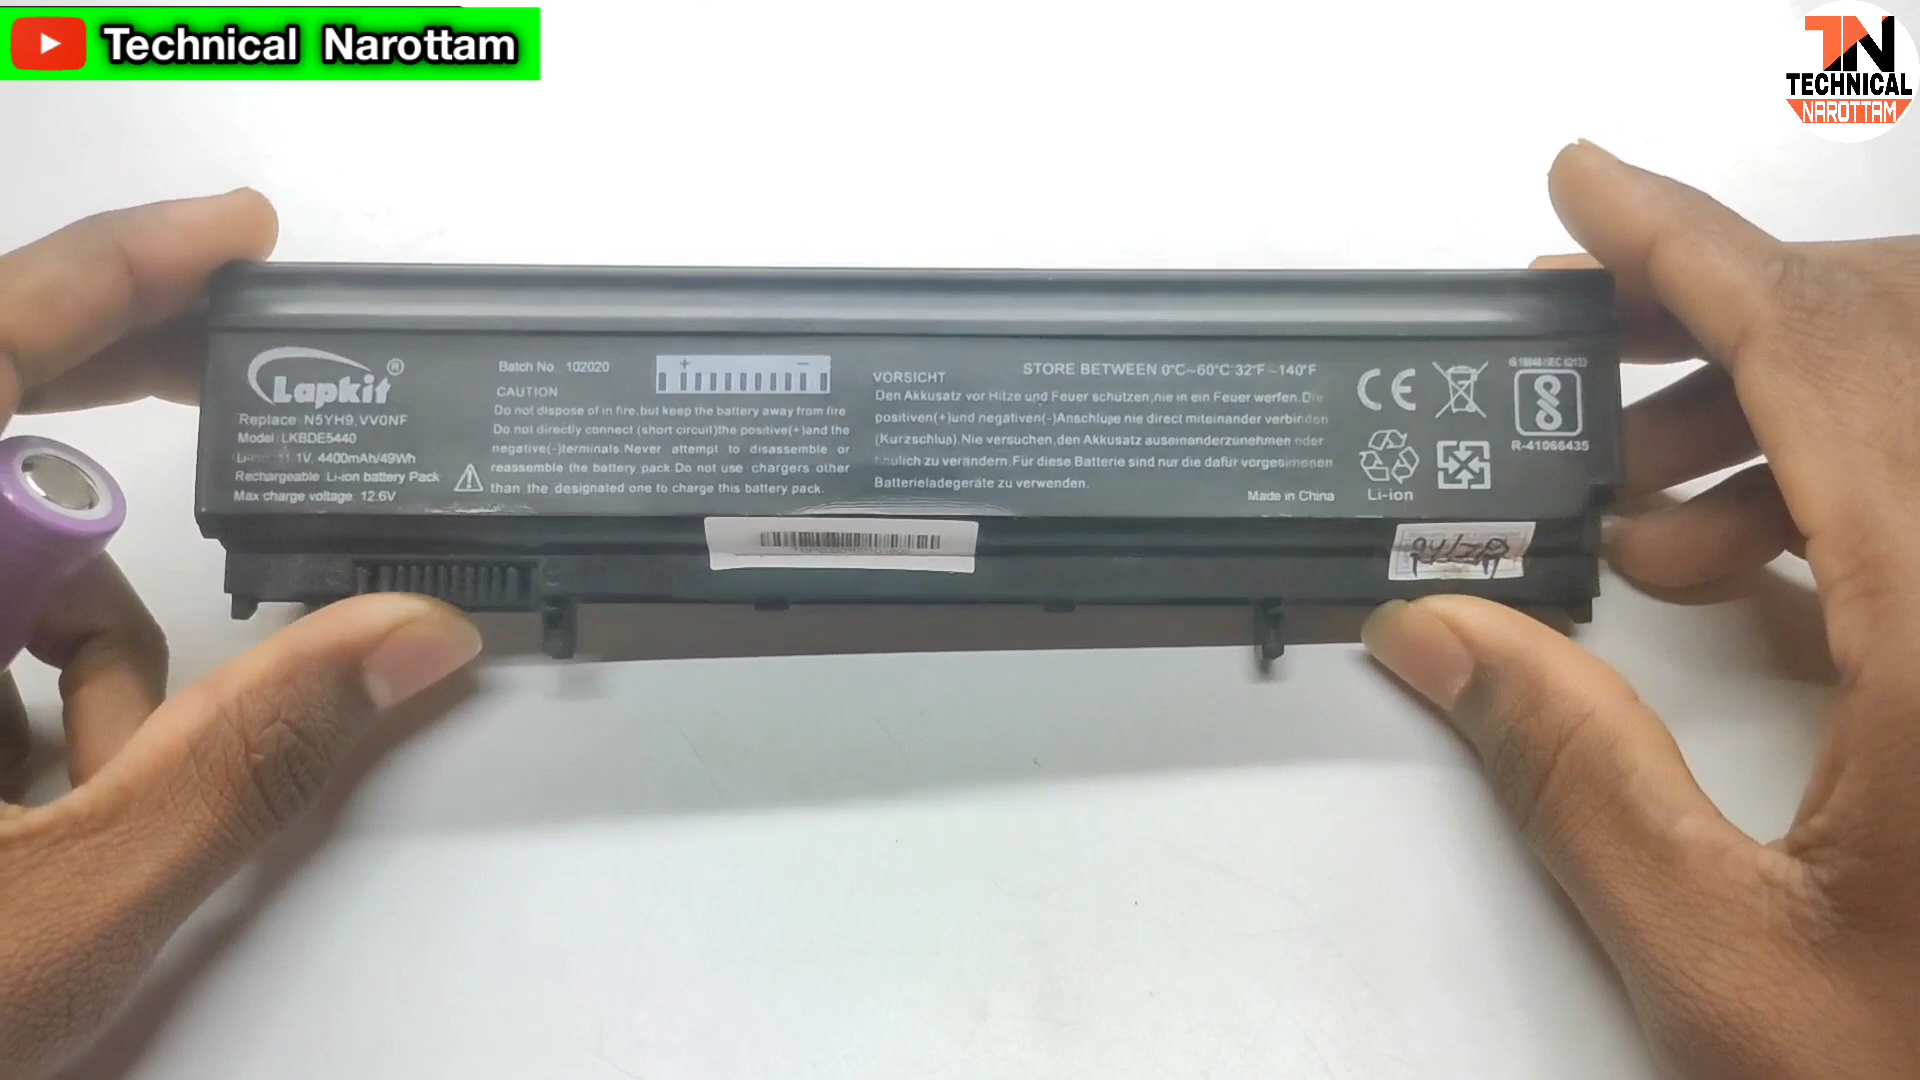 Technical Narottam
TN
TECHNICAL
NAROTTAM
Lapkit®
Replace N5YH9,VV0NF
Model: LKBDE5440
11.1V, 4400mAh/49Wh
Rechargeable Li-ion battery Pack
Max charge voltage: 12.6V
Batch No 102020
+ −
CAUTION
Do not dispose of in fire,but keep the battery away from fire
Do not directly connect (short circuit)the positive(+)and the
negative(-)terminals.Never attempt to disassemble or
reassemble the battery pack.Do not use chargers other
than the designated one to charge this battery pack.
STORE BETWEEN 0°C~60°C 32°F~140°F
VORSICHT
Den Akkusatz vor Hitze und Feuer schützen;nie in ein Feuer werfen.Die
positiven(+)und negativen(-)Anschlüße nie direct miteinander verbinden
(Kurzschluß).Nie versuchen,den Akkusatz auseinanderzunehmen oder
zu verändern.Für diese Batterie sind nur die dafür vorgesehenen
Batterieladegeräte zu verwenden.
Made in China
CE
Li-ion
R-41066435